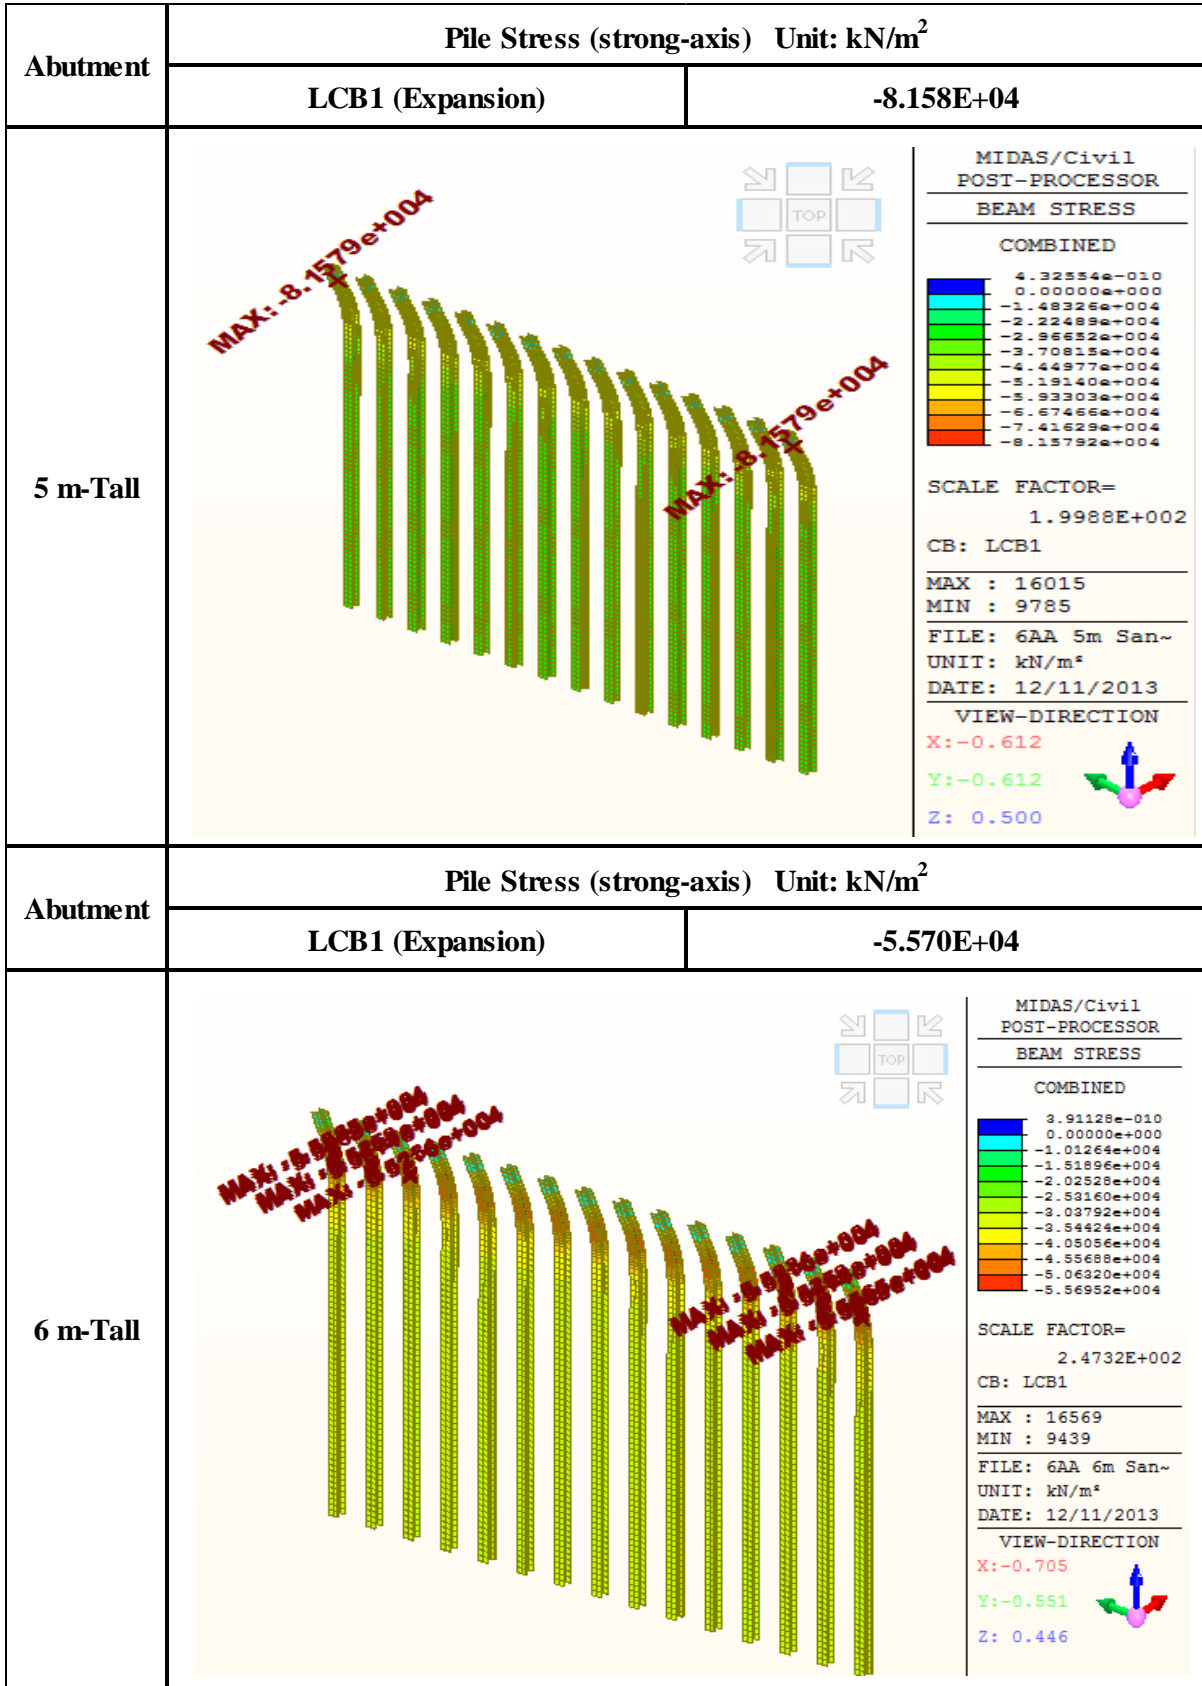 Abutment
Pile Stress (strong-axis) Unit: kN/m²
LCB1 (Expansion)
-8.158E+04
5 m-Tall
MAX: -8.1579e+004
MAX: -8.1579e+004
TOP
MIDAS/Civil
POST-PROCESSOR
BEAM STRESS
COMBINED
4.32554e-010
0.00000e+000
-1.48326e+004
-2.22489e+004
-2.96652e+004
-3.70815e+004
-4.44977e+004
-5.19140e+004
-5.93303e+004
-6.67466e+004
-7.41629e+004
-8.15792e+004
SCALE FACTOR=
1.9988E+002
CB: LCB1
MAX : 16015
MIN : 9785
FILE: 6AA 5m San~
UNIT: kN/m²
DATE: 12/11/2013
VIEW-DIRECTION
X:-0.612
Y:-0.612
Z: 0.500
Abutment
Pile Stress (strong-axis) Unit: kN/m²
LCB1 (Expansion)
-5.570E+04
6 m-Tall
TOP
MIDAS/Civil
POST-PROCESSOR
BEAM STRESS
COMBINED
3.91128e-010
0.00000e+000
-1.01264e+004
-1.51896e+004
-2.02528e+004
-2.53160e+004
-3.03792e+004
-3.54424e+004
-4.05056e+004
-4.55688e+004
-5.06320e+004
-5.56952e+004
SCALE FACTOR=
2.4732E+002
CB: LCB1
MAX : 16569
MIN : 9439
FILE: 6AA 6m San~
UNIT: kN/m²
DATE: 12/11/2013
VIEW-DIRECTION
X:-0.705
Y:-0.551
Z: 0.446